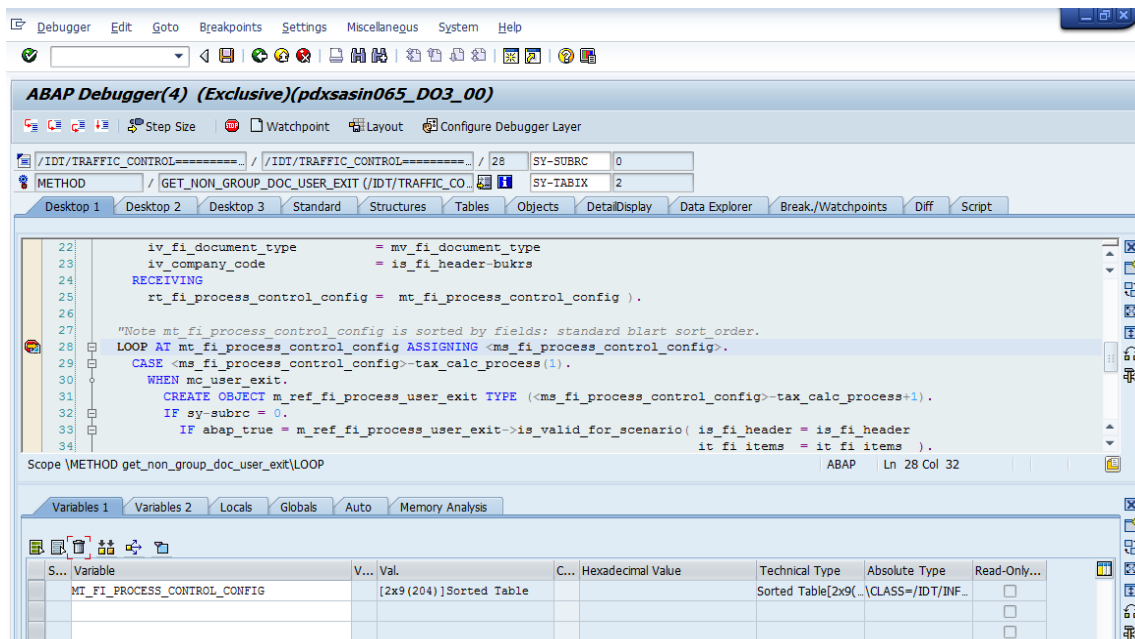 Debugger Edit Goto Breakpoints Settings Miscellaneous System Help
ABAP Debugger(4) (Exclusive)(pdxsasin065_DO3_00)
Step Size STOP Watchpoint Layout Configure Debugger Layer
/IDT/TRAFFIC_CONTROL=========… / /IDT/TRAFFIC_CONTROL=========… / 28 SY-SUBRC 0
METHOD / GET_NON_GROUP_DOC_USER_EXIT (/IDT/TRAFFIC_CO… SY-TABIX 2
Desktop 1 Desktop 2 Desktop 3 Standard Structures Tables Objects DetailDisplay Data Explorer Break./Watchpoints Diff Script
22 iv_fi_document_type = mv_fi_document_type
23 iv_company_code = is_fi_header-bukrs
24 RECEIVING
25 rt_fi_process_control_config = mt_fi_process_control_config ).
26
27 "Note mt_fi_process_control_config is sorted by fields: standard blart sort_order.
28 LOOP AT mt_fi_process_control_config ASSIGNING <ms_fi_process_control_config>.
29 CASE <ms_fi_process_control_config>-tax_calc_process(1).
30 WHEN mc_user_exit.
31 CREATE OBJECT m_ref_fi_process_user_exit TYPE (<ms_fi_process_control_config>-tax_calc_process+1).
32 IF sy-subrc = 0.
33 IF abap_true = m_ref_fi_process_user_exit->is_valid_for_scenario( is_fi_header = is_fi_header
34 it_fi_items = it_fi_items ).
Scope \METHOD get_non_group_doc_user_exit\LOOP ABAP Ln 28 Col 32
Variables 1 Variables 2 Locals Globals Auto Memory Analysis
S... Variable V... Val. C... Hexadecimal Value Technical Type Absolute Type Read-Only...
MT_FI_PROCESS_CONTROL_CONFIG [2x9(204)]Sorted Table Sorted Table[2x9(… \CLASS=/IDT/INF…